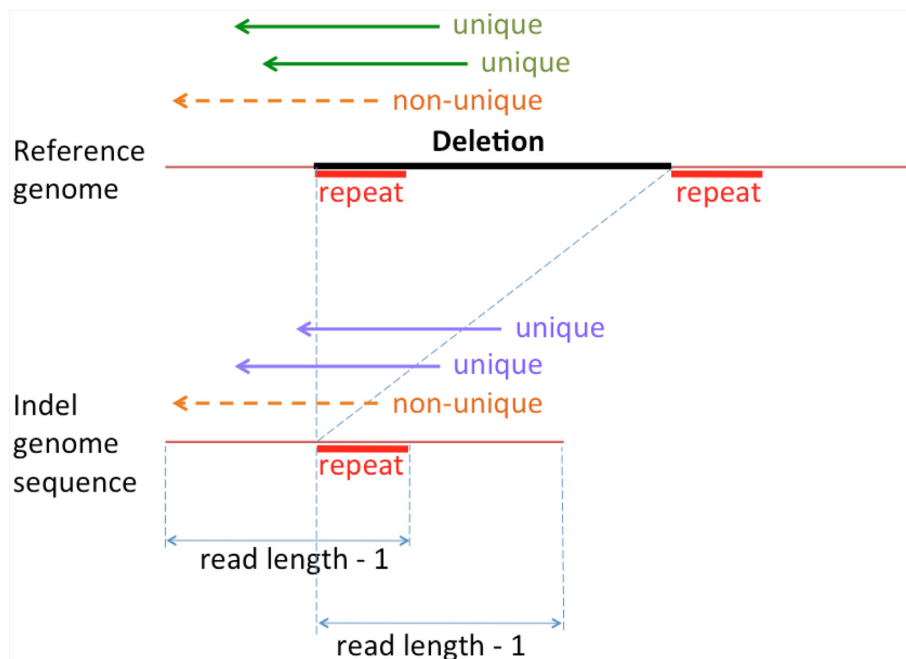 unique
unique
non-unique
Deletion
Reference
genome
repeat
repeat
unique
unique
non-unique
Indel
genome
sequence
repeat
read length - 1
read length - 1